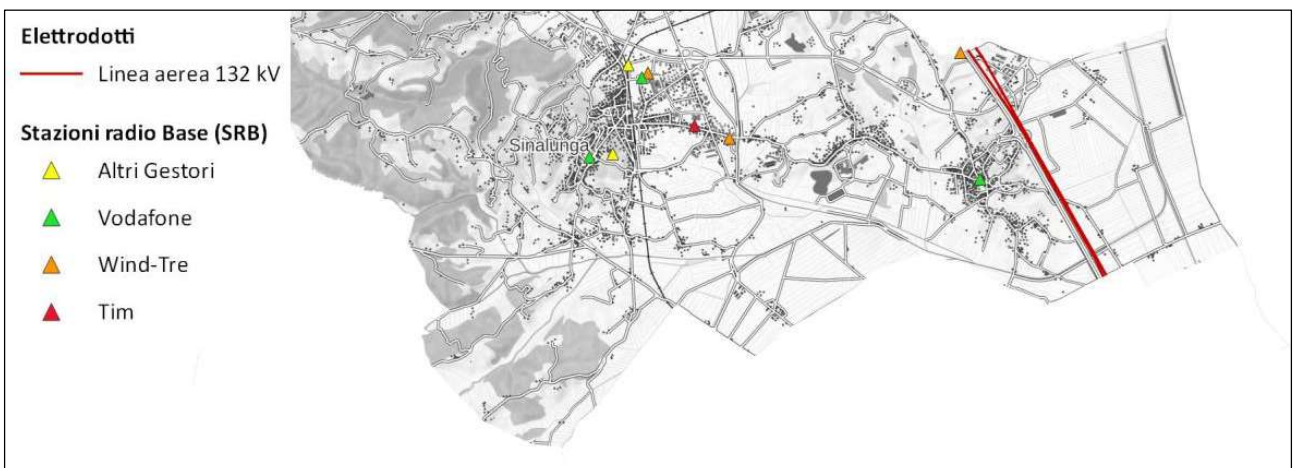 Elettrodotti
Linea aerea 132 kV
Stazioni radio Base (SRB)
Altri Gestori
Vodafone
Wind-Tre
Tim
Sinalunga